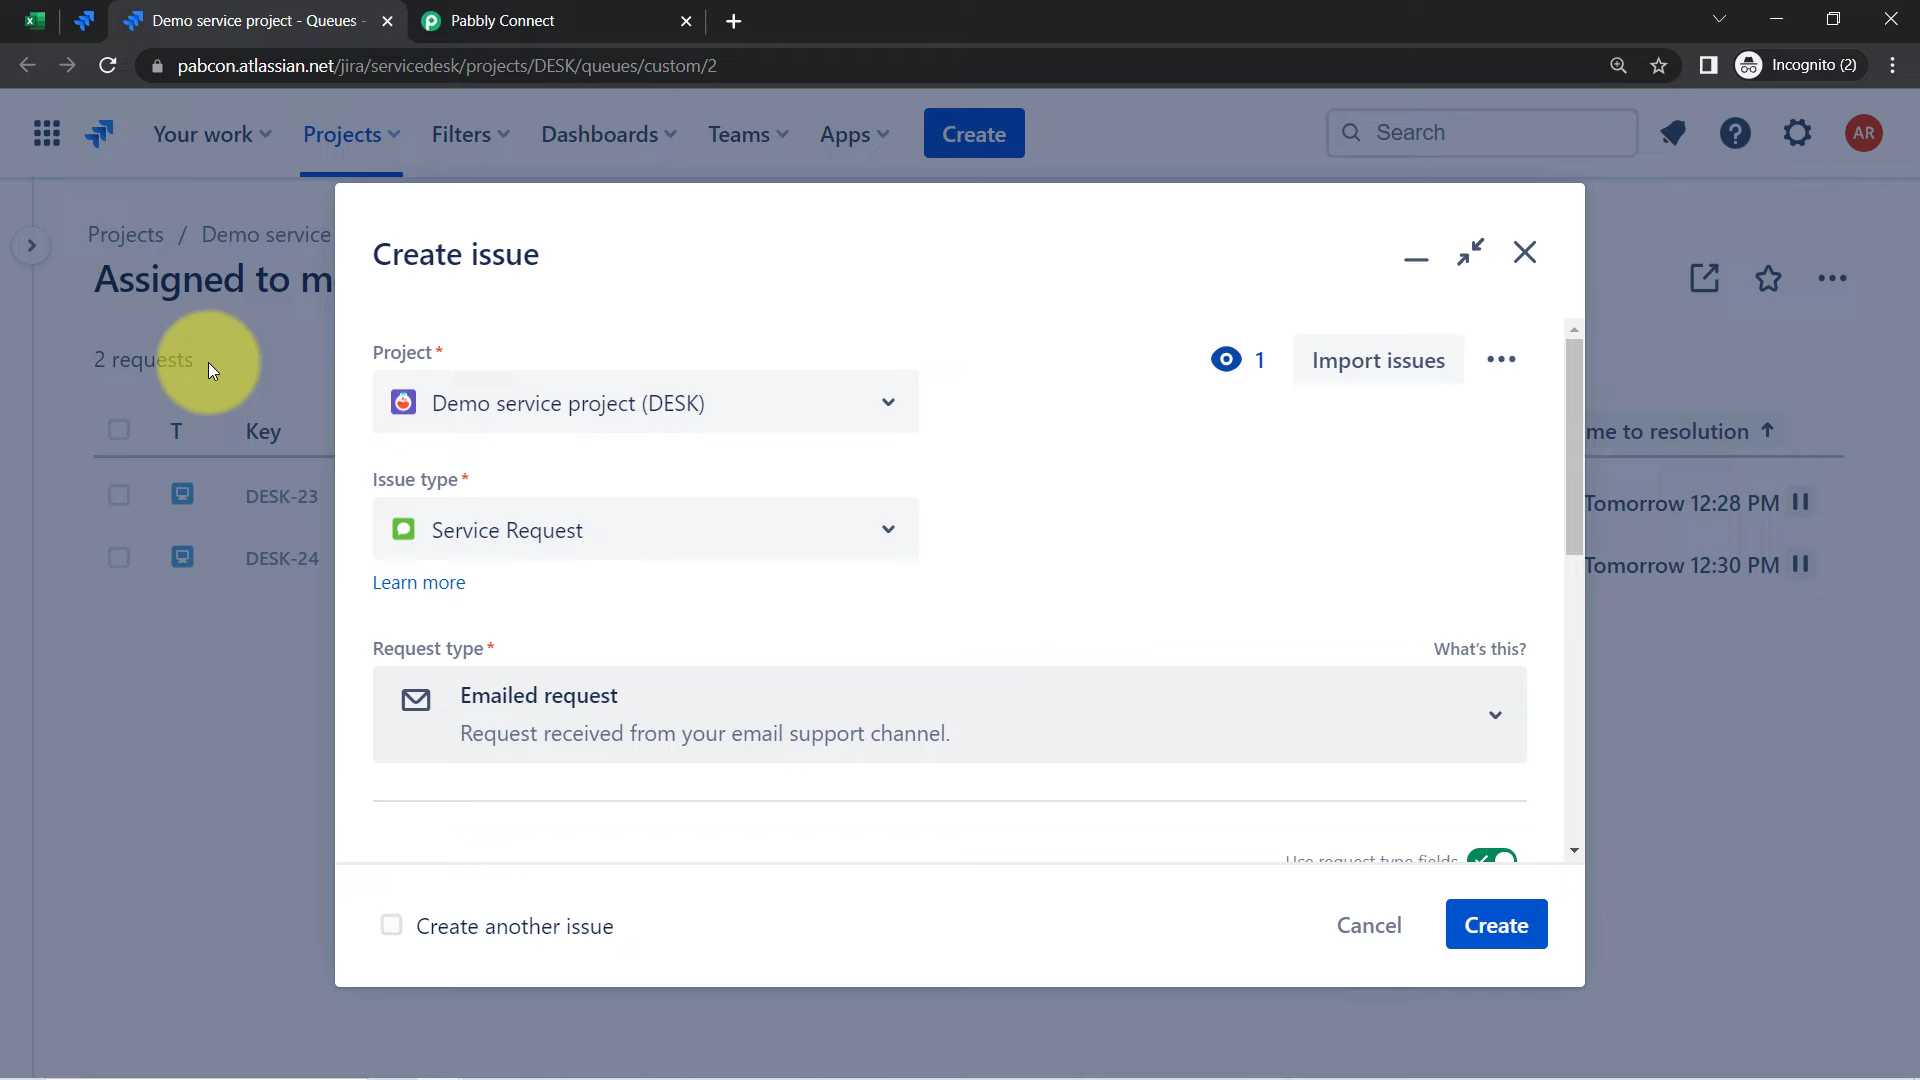 Demo service project - Queues -
Pabbly Connect
pabcon.atlassian.net/jira/servicedesk/projects/DESK/queues/custom/2
Incognito (2)
Your work
Projects
Filters
Dashboards
Teams
Apps
Create
Search
AR
Projects / Demo service
Assigned to m
2 requests
T
Key
me to resolution
DESK-23
Tomorrow 12:28 PM
DESK-24
Tomorrow 12:30 PM
Create issue
Project*
1
Import issues
Demo service project (DESK)
Issue type*
Service Request
Learn more
Request type*
What's this?
Emailed request
Request received from your email support channel.
Use request type fields
Create another issue
Cancel
Create